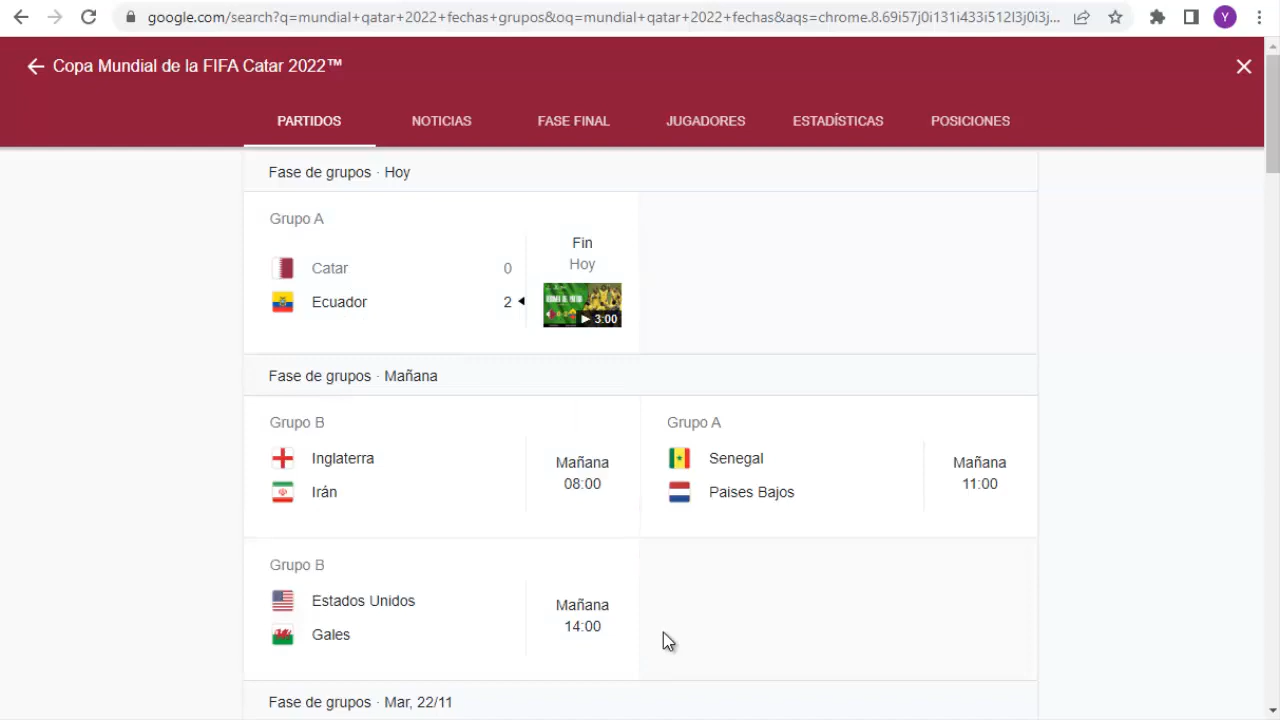 google.com/search?q=mundial+qatar+2022+fechas+grupos&oq=mundial+qatar+2022+fechas&aqs=chrome.8.69i57j0i131i433i512l3j0i3j...
Y
Copa Mundial de la FIFA Catar 2022™
PARTIDOS NOTICIAS FASE FINAL JUGADORES ESTADÍSTICAS POSICIONES
Fase de grupos · Hoy
Grupo A
Catar 0
Ecuador 2
Fin
Hoy
3:00
Fase de grupos · Mañana
Grupo B
Inglaterra
Irán
Mañana
08:00
Grupo A
Senegal
Paises Bajos
Mañana
11:00
Grupo B
Estados Unidos
Gales
Mañana
14:00
Fase de grupos · Mar, 22/11